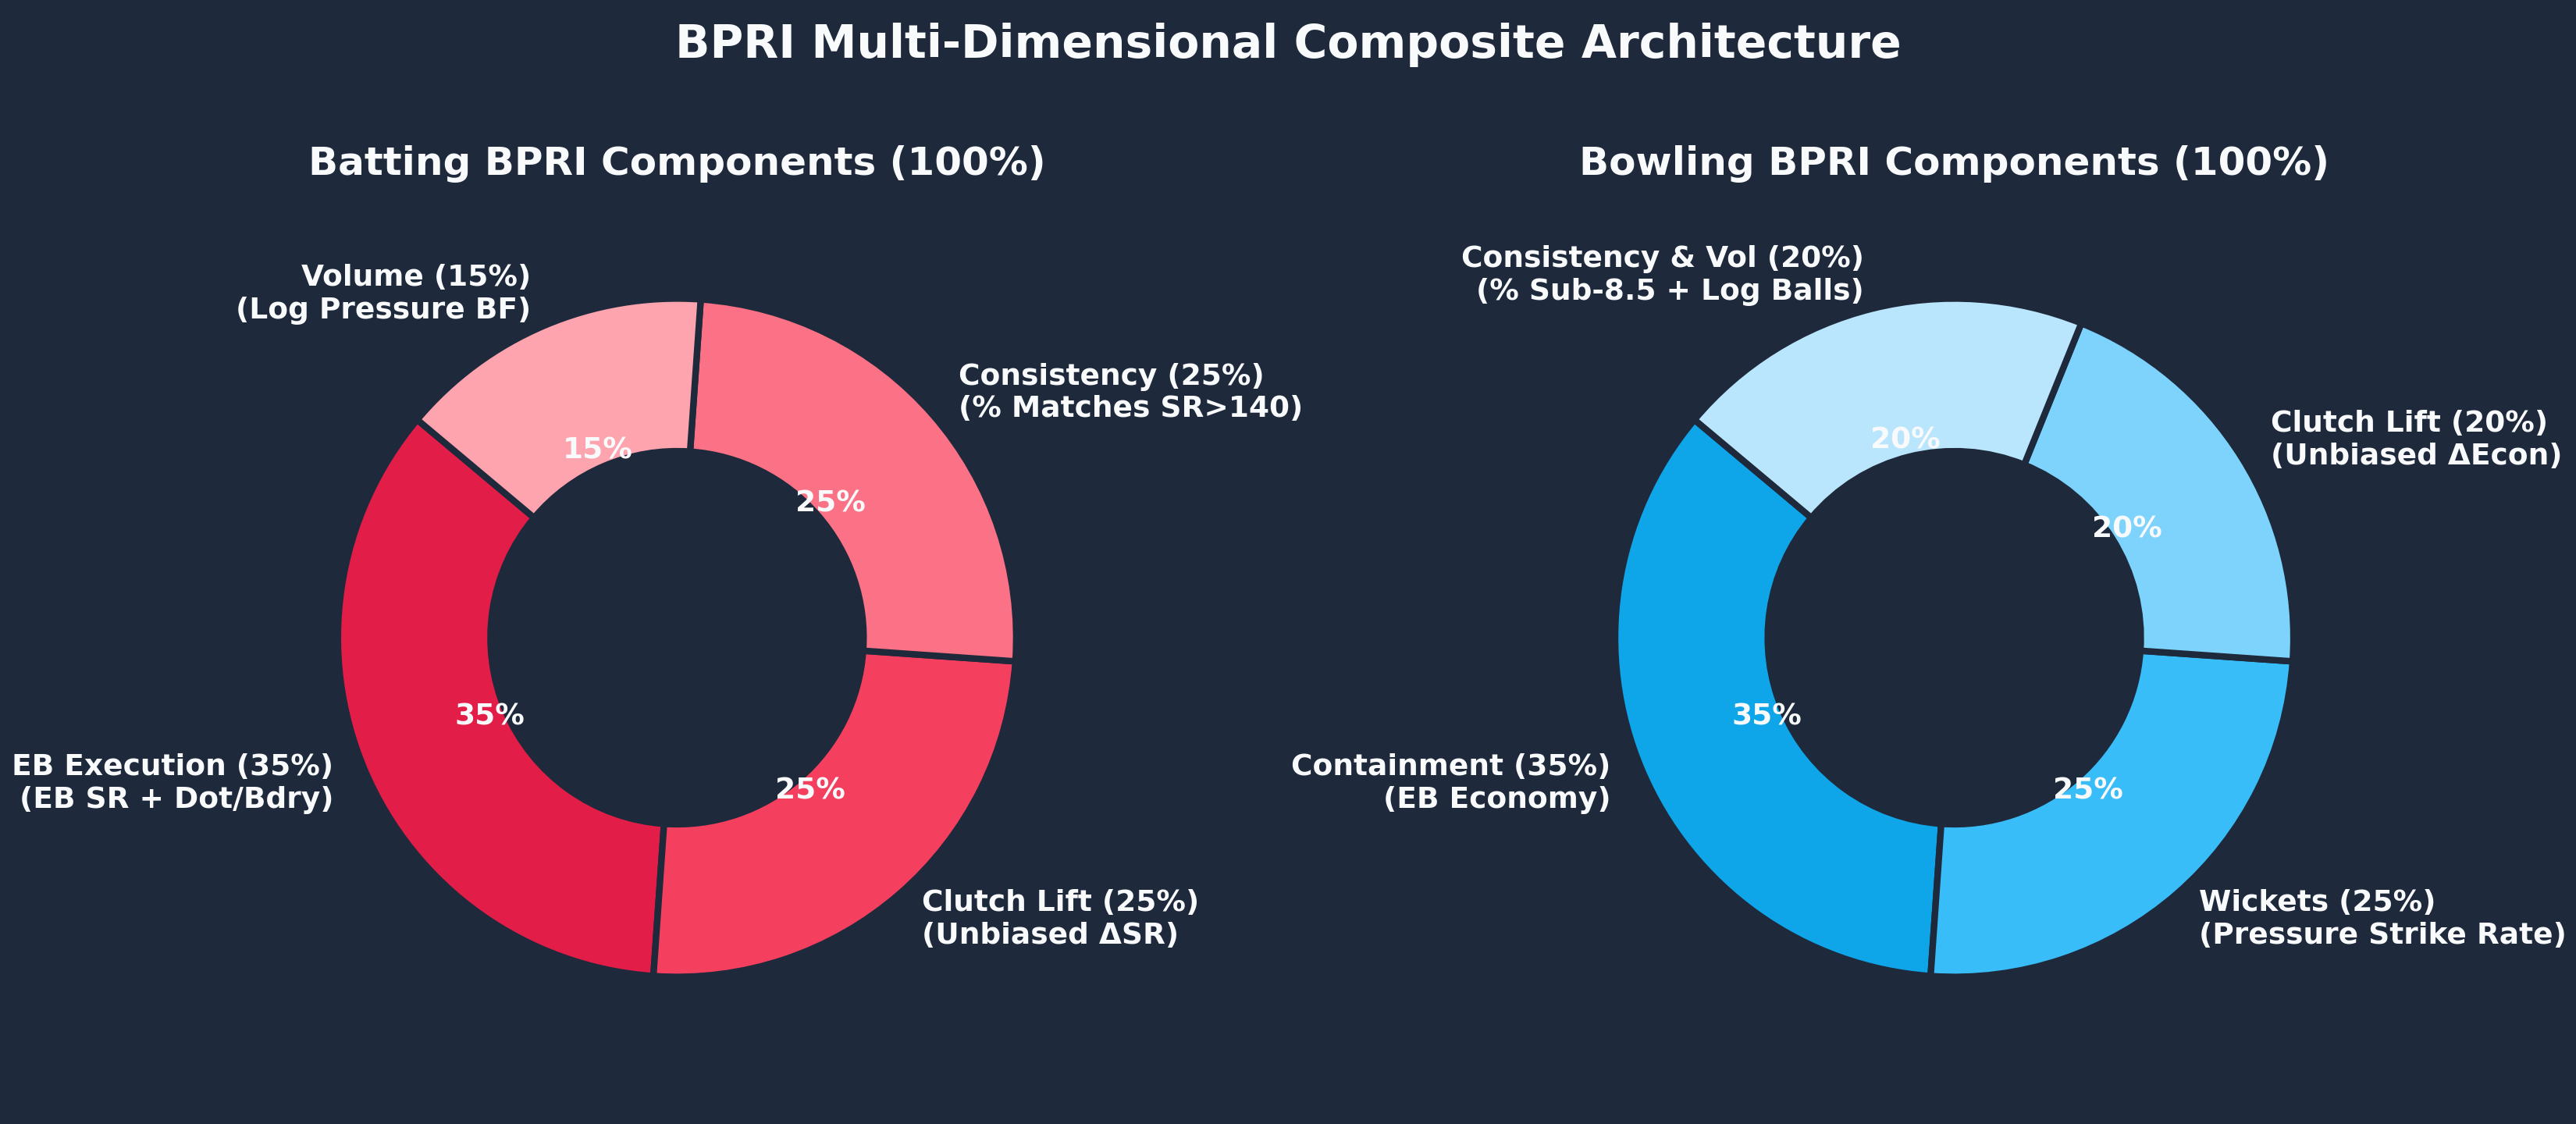 BPRI Multi-Dimensional Composite Architecture
Batting BPRI Components (100%)
Volume (15%)
(Log Pressure BF)
Consistency (25%)
(% Matches SR>140)
15%
25%
35%
25%
EB Execution (35%)
(EB SR + Dot/Bdry)
Clutch Lift (25%)
(Unbiased ΔSR)
Bowling BPRI Components (100%)
Consistency & Vol (20%)
(% Sub-8.5 + Log Balls)
Clutch Lift (20%)
(Unbiased ΔEcon)
20%
20%
35%
25%
Containment (35%)
(EB Economy)
Wickets (25%)
(Pressure Strike Rate)